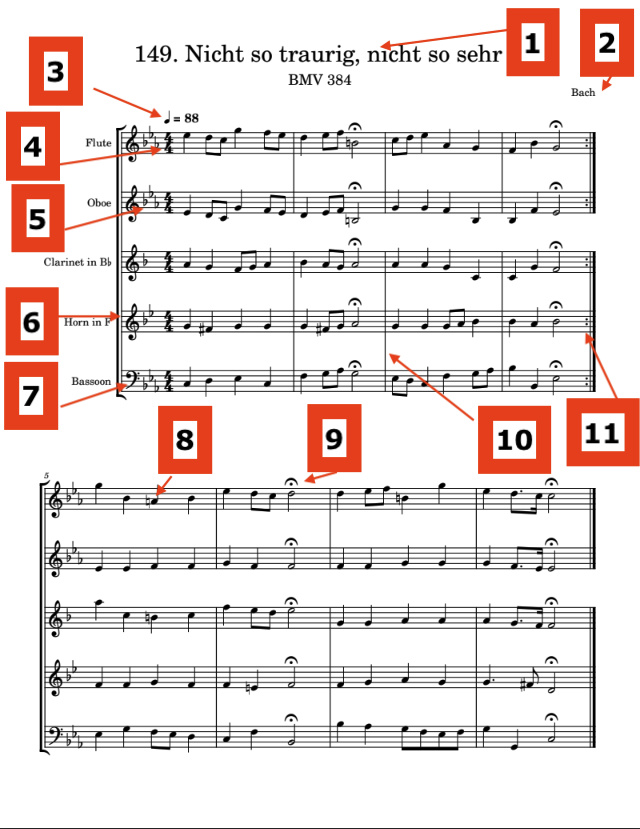 1
2
149. Nicht so traurig, nicht so sehr
3
BMV 384
Bach
♩ = 88
4
Flute
5
Oboe
Clarinet in B♭
6
Horn in F
7
Bassoon
8
9
10
11
5